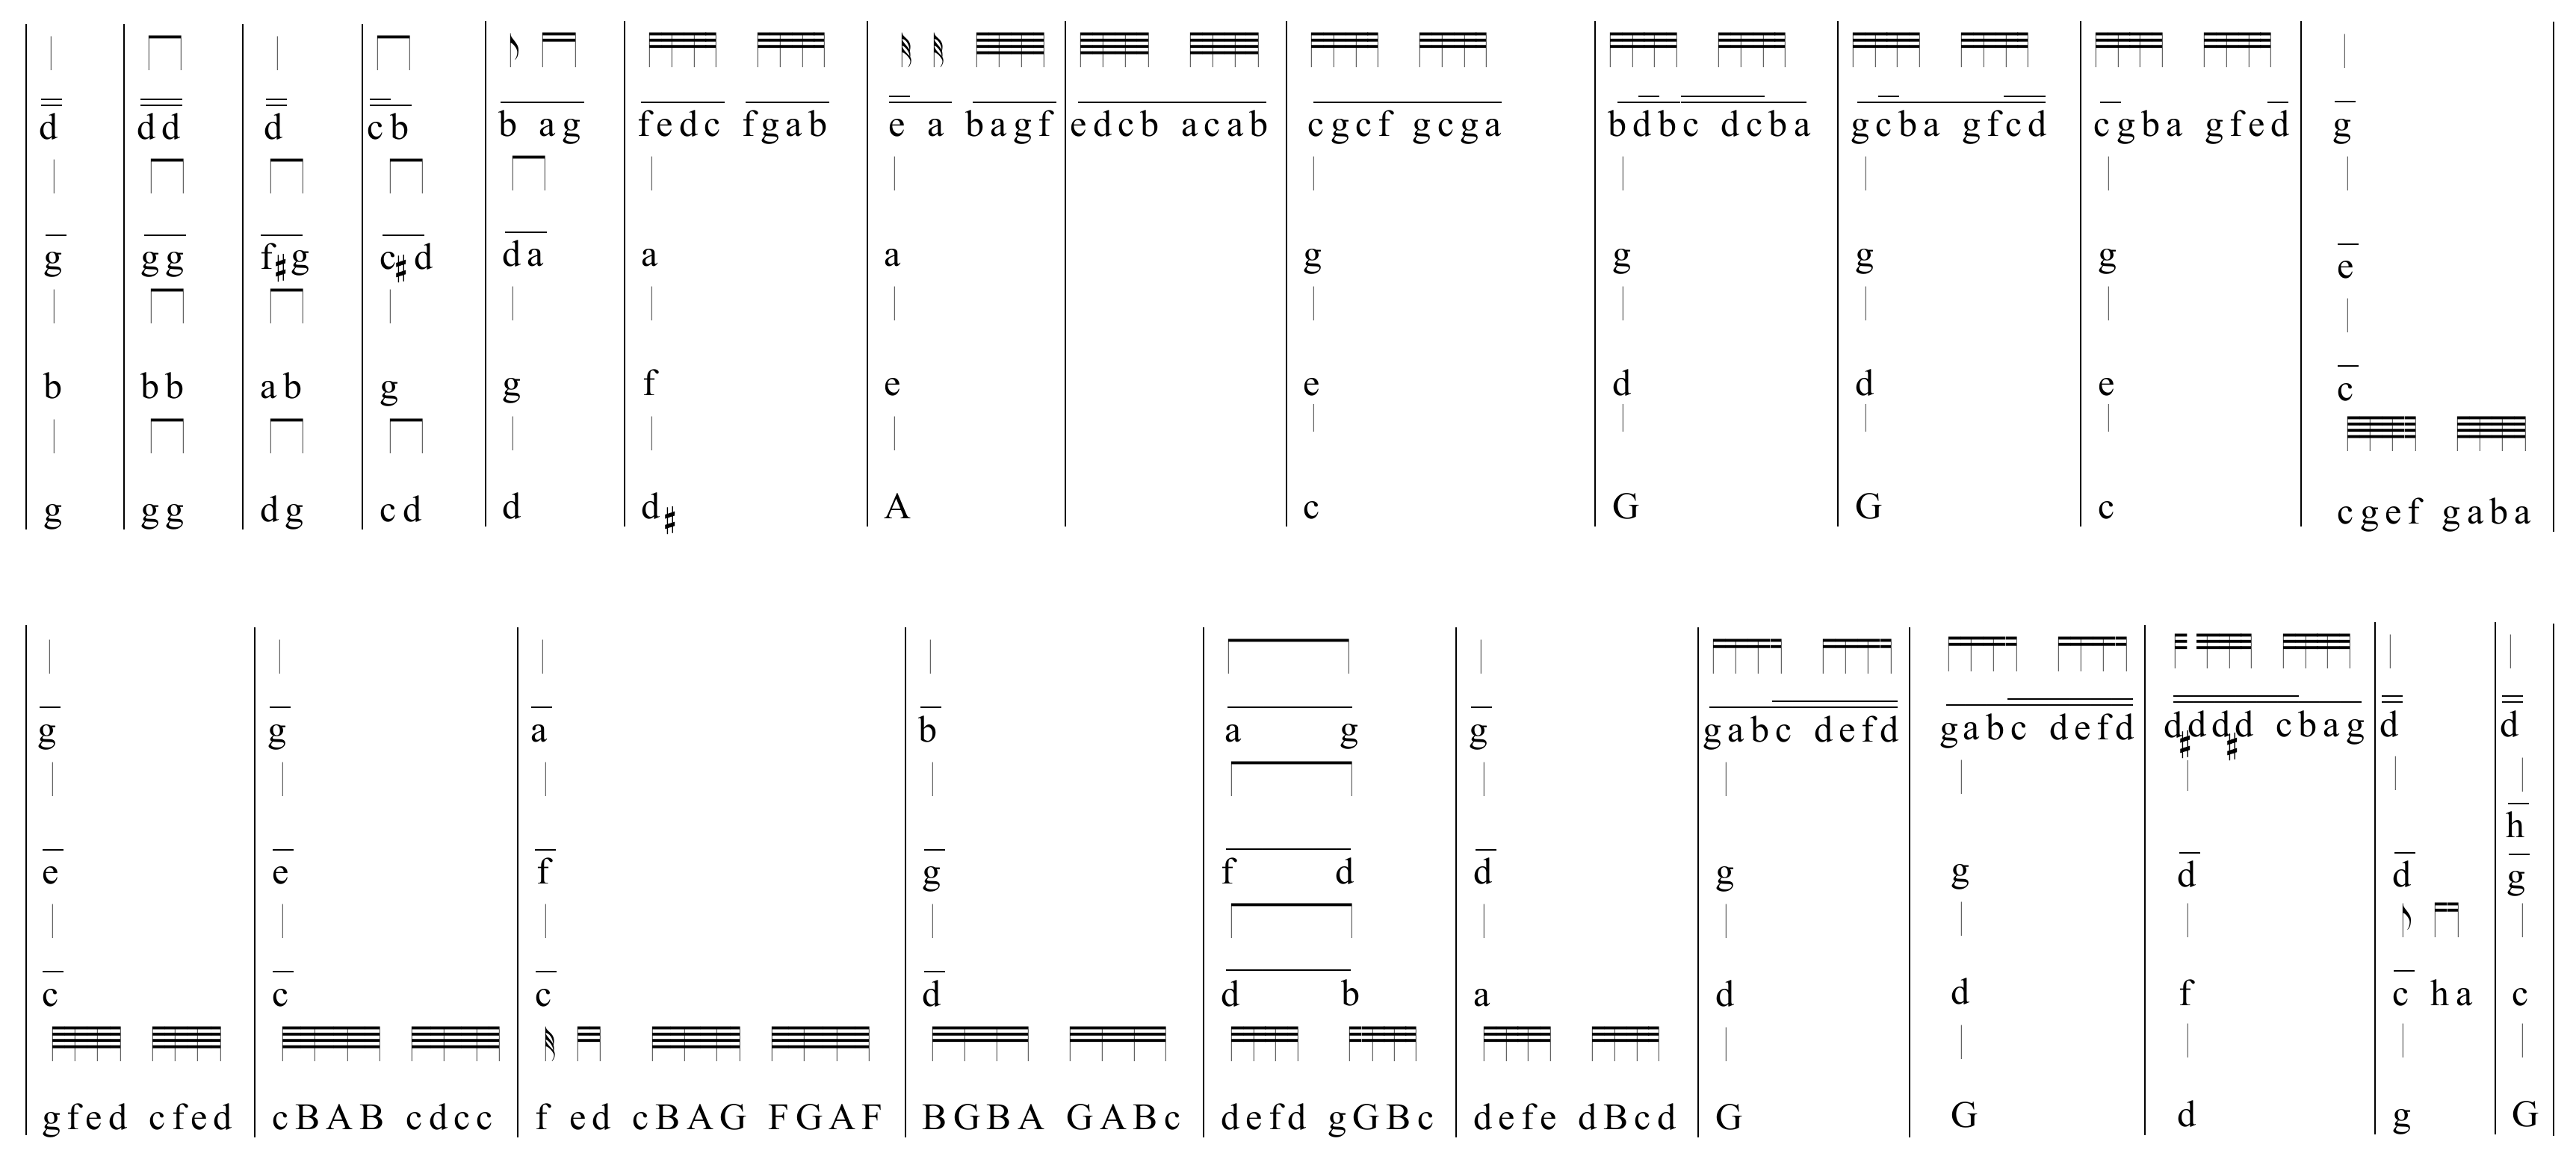 d dd d cb b ag fedc fgab e a bagf edcb acab cgcf gcga bdbc dcba gcba gfcd cgba gfed g
g gg f♯g c♯d da a a g g g g e
b bb ab g g f e e d d e c
g gg dg cd d d♯ A c G G c cgef gaba
g g a b a g g gabc defd gabc defd d♯dd♯d cbag d d
h
e e f g f d d g g d d g
c c c d d b a d d f c ha c
gfed cfed cBAB cdcc f ed cBAG FGAF BGBA GABc defd gGBc defe dBcd G G d g G